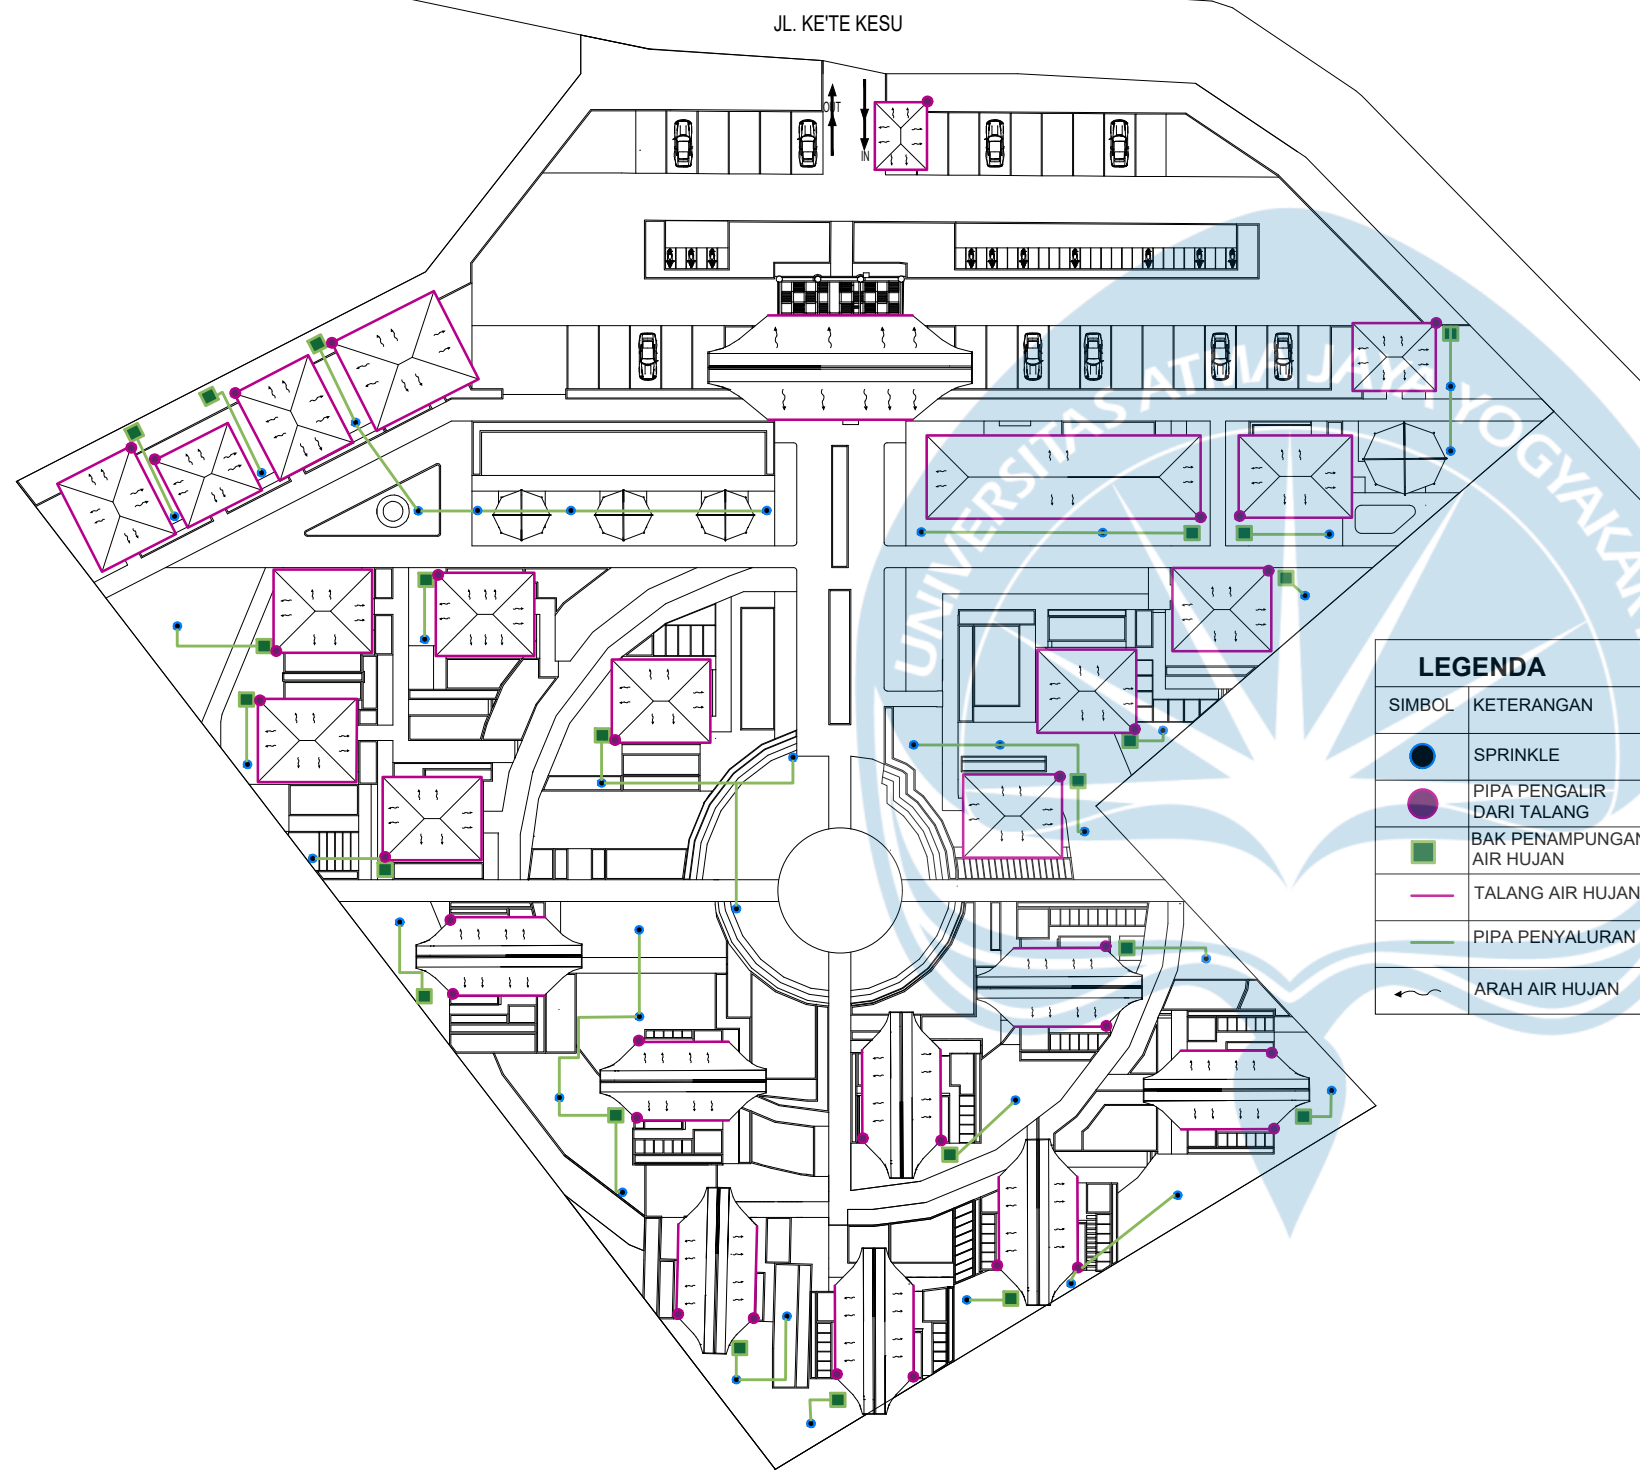 JL. KE'TE KESU
OUT
IN
UNIVERSITAS ATMA JAYA YOGYAKAR
LEGENDA
SIMBOL KETERANGAN
SPRINKLE
PIPA PENGALIR
DARI TALANG
BAK PENAMPUNGAN
AIR HUJAN
TALANG AIR HUJAN
PIPA PENYALURAN
ARAH AIR HUJAN